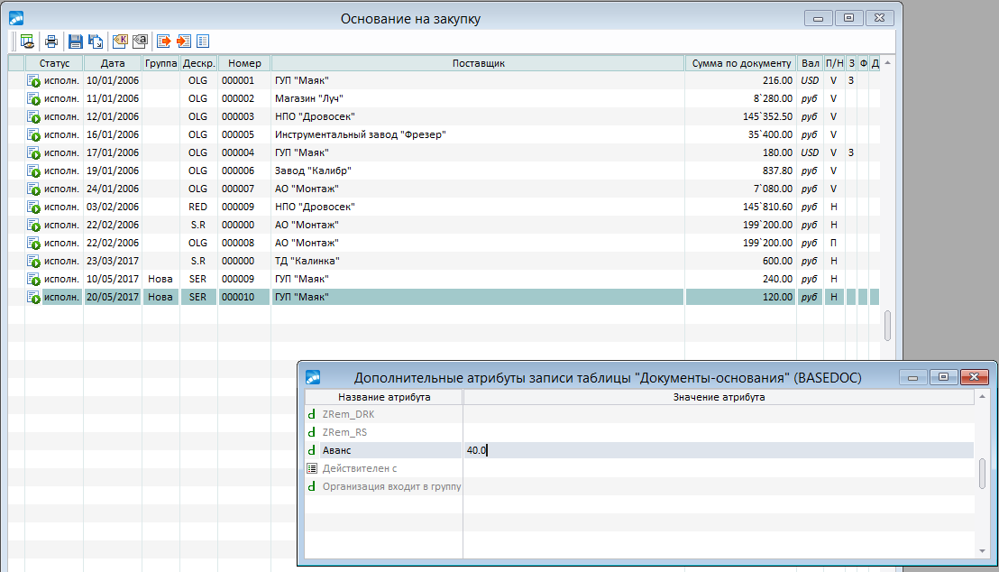 Основание на закупку
Статус Дата Группа Дескр. Номер Поставщик Сумма по документу Вал П/Н З Ф Д
исполн. 10/01/2006 OLG 000001 ГУП "Маяк" 216.00 USD V З
исполн. 11/01/2006 OLG 000002 Магазин "Луч" 8`280.00 руб V
исполн. 12/01/2006 OLG 000003 НПО "Дровосек" 145`352.50 руб V
исполн. 16/01/2006 OLG 000005 Инструментальный завод "Фрезер" 35`400.00 руб V
исполн. 17/01/2006 OLG 000004 ГУП "Маяк" 180.00 USD V З
исполн. 19/01/2006 OLG 000006 Завод "Калибр" 837.80 руб V
исполн. 24/01/2006 OLG 000007 АО "Монтаж" 7`080.00 руб V
исполн. 03/02/2006 RED 000009 НПО "Дровосек" 145`810.60 руб Н
исполн. 22/02/2006 S.R 000000 АО "Монтаж" 199`200.00 руб Н
исполн. 22/02/2006 OLG 000008 АО "Монтаж" 199`200.00 руб П
исполн. 23/03/2017 S.R 000000 ТД "Калинка" 600.00 руб Н
исполн. 10/05/2017 Нова SER 000009 ГУП "Маяк" 240.00 руб Н
исполн. 20/05/2017 Нова SER 000010 ГУП "Маяк" 120.00 руб Н
Дополнительные атрибуты записи таблицы "Документы-основания" (BASEDOC)
Название атрибута Значение атрибута
d ZRem_DRK
d ZRem_RS
d Аванс 40.0
Действителен с
d Организация входит в группу